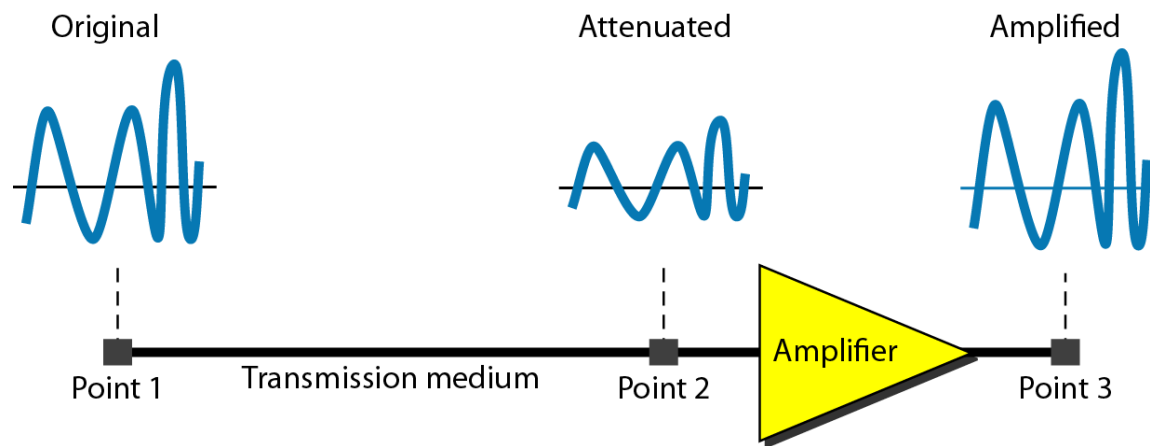 Original
Attenuated
Amplified
Amplifier
Transmission medium
Point 1
Point 2
Point 3